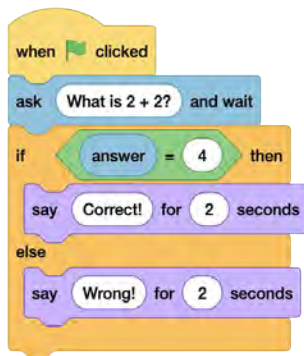 when clicked
ask What is 2 + 2? and wait
if answer = 4 then
say Correct! for 2 seconds
else
say Wrong! for 2 seconds